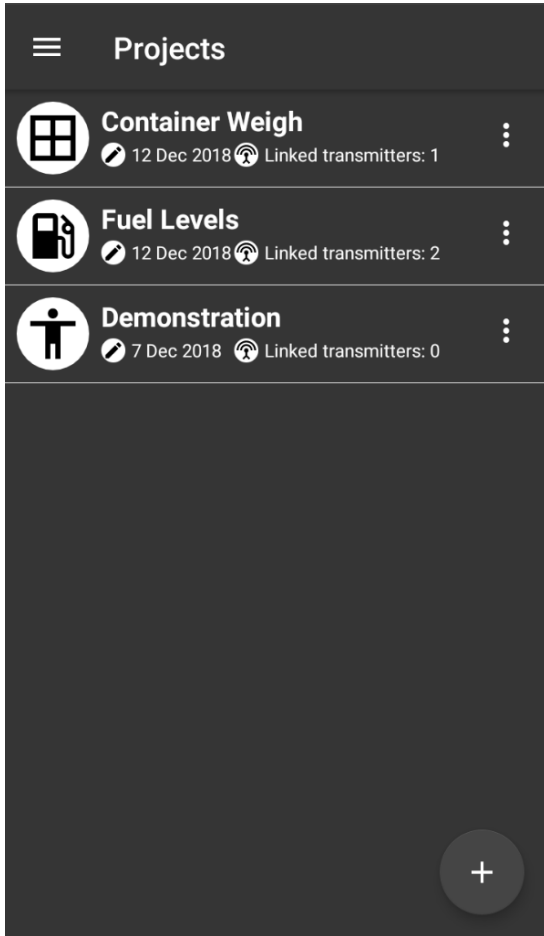 Projects
Container Weigh
12 Dec 2018 Linked transmitters: 1
Fuel Levels
12 Dec 2018 Linked transmitters: 2
Demonstration
7 Dec 2018 Linked transmitters: 0